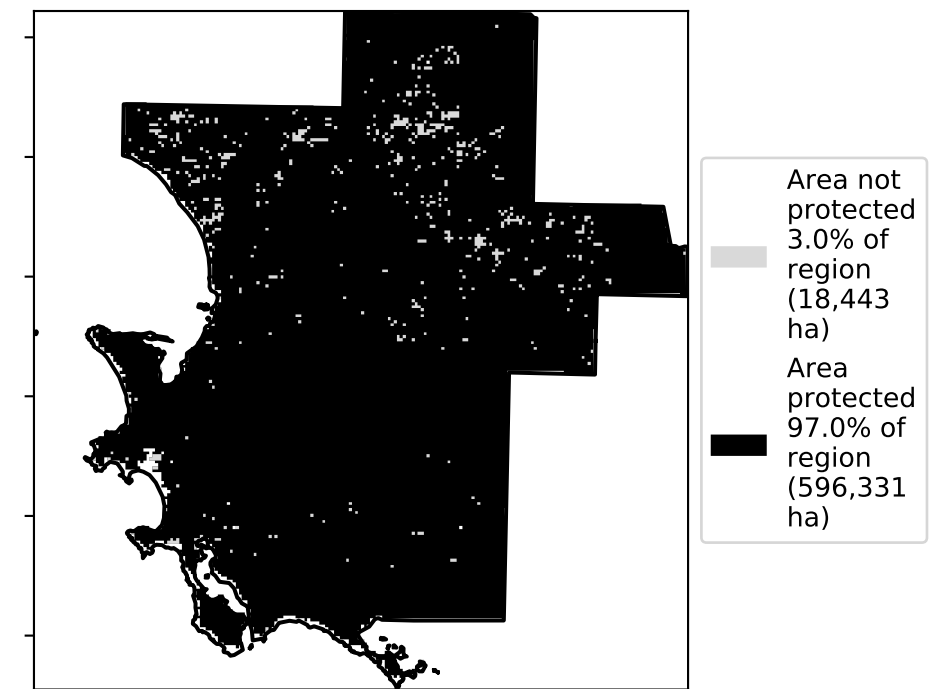 Area not
protected
3.0% of
region
(18,443
ha)
Area
protected
97.0% of
region
(596,331
ha)